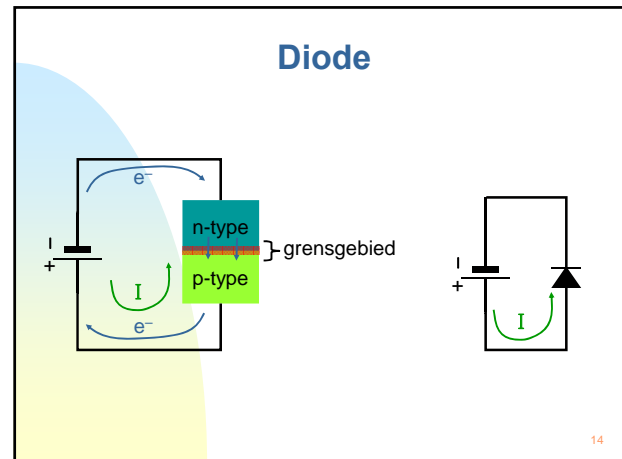 Diode
e–
n-type
grensgebied
p-type
–
+
I
e–
–
+
I
14